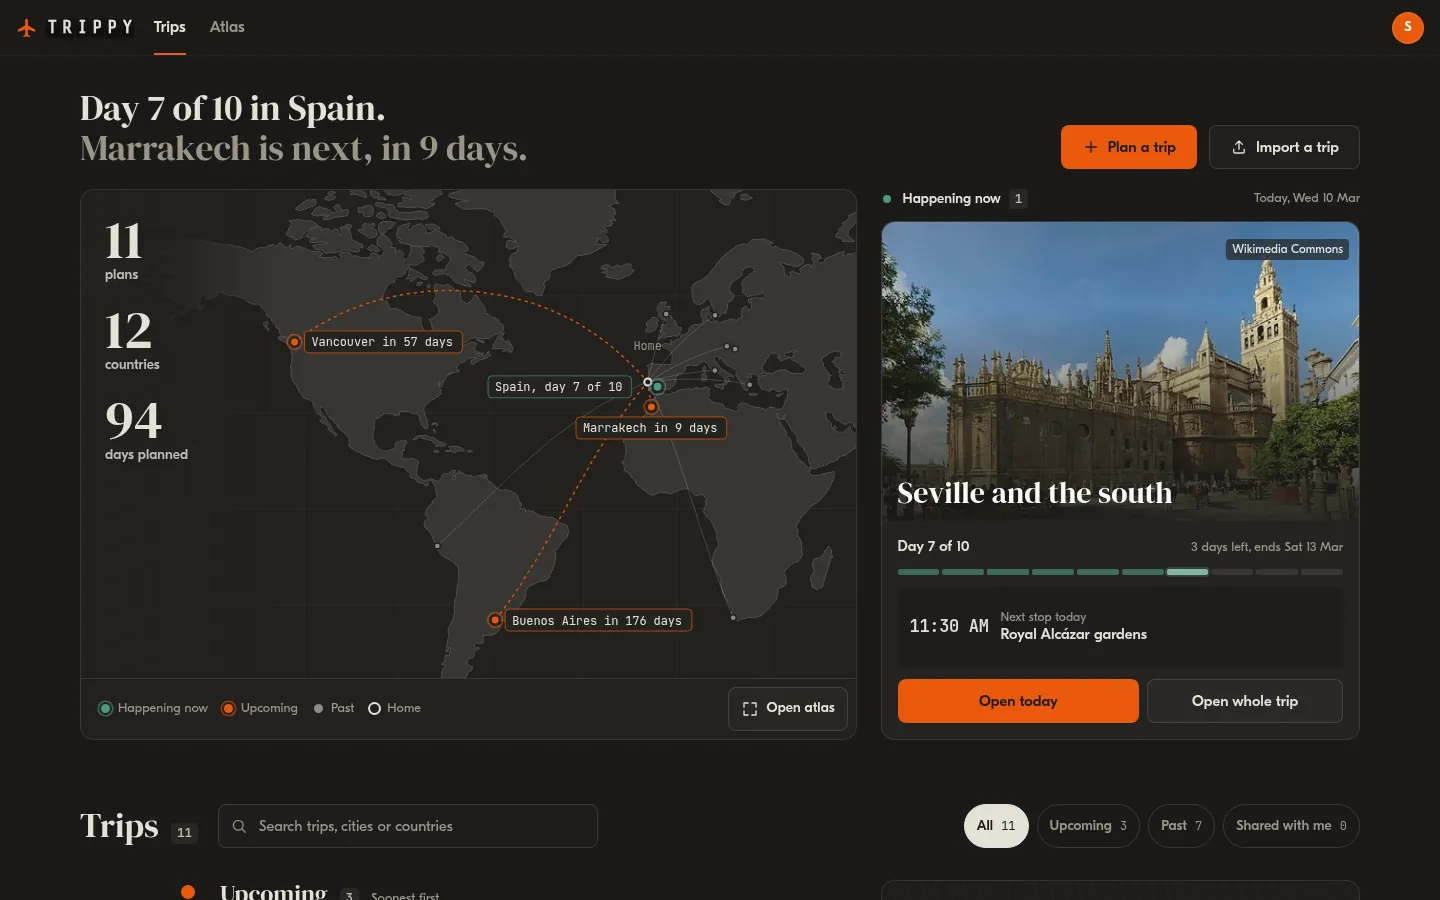 TRIPPY
Trips
Atlas
S
Day 7 of 10 in Spain.
Marrakech is next, in 9 days.
Plan a trip
Import a trip
11
plans
12
countries
94
days planned
Vancouver in 57 days
Home
Spain, day 7 of 10
Marrakech in 9 days
Buenos Aires in 176 days
Happening now
Upcoming
Past
Home
Open atlas
Happening now 1
Today, Wed 10 Mar
Wikimedia Commons
Seville and the south
Day 7 of 10
3 days left, ends Sat 13 Mar
11:30 AM
Next stop today
Royal Alcázar gardens
Open today
Open whole trip
Trips 11
Search trips, cities or countries
All 11
Upcoming 3
Past 7
Shared with me 0
Upcoming 3 Soonest first